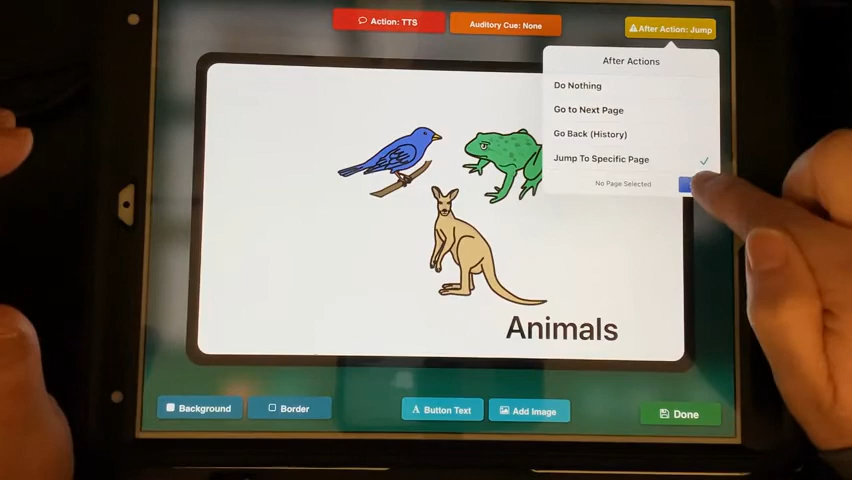 Action: TTS
Auditory Cue: None
After Action: Jump
After Actions
Do Nothing
Go to Next Page
Go Back (History)
Jump To Specific Page
No Page Selected
Animals
Background
Border
A Button Text
Add Image
Done